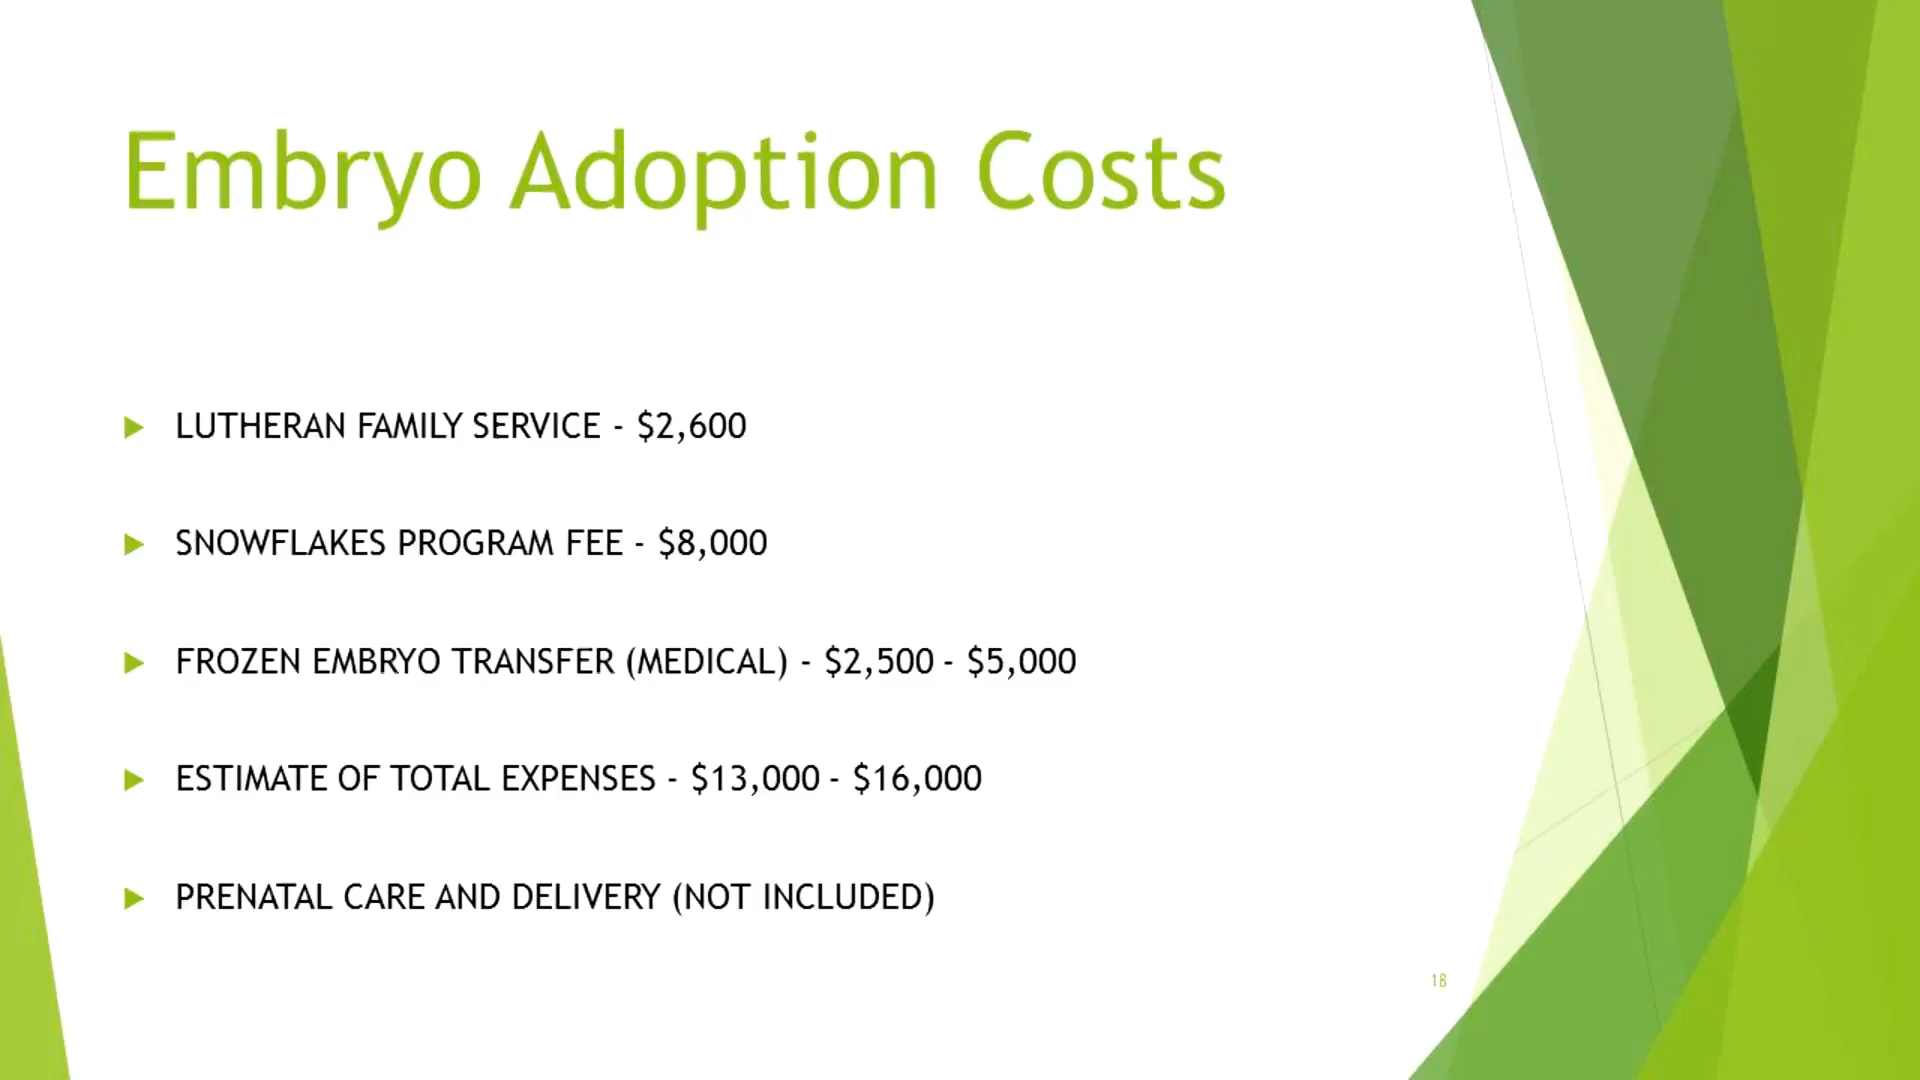 Embryo Adoption Costs
LUTHERAN FAMILY SERVICE - $2,600
SNOWFLAKES PROGRAM FEE - $8,000
FROZEN EMBRYO TRANSFER (MEDICAL) - $2,500 - $5,000
ESTIMATE OF TOTAL EXPENSES - $13,000 - $16,000
PRENATAL CARE AND DELIVERY (NOT INCLUDED)
18